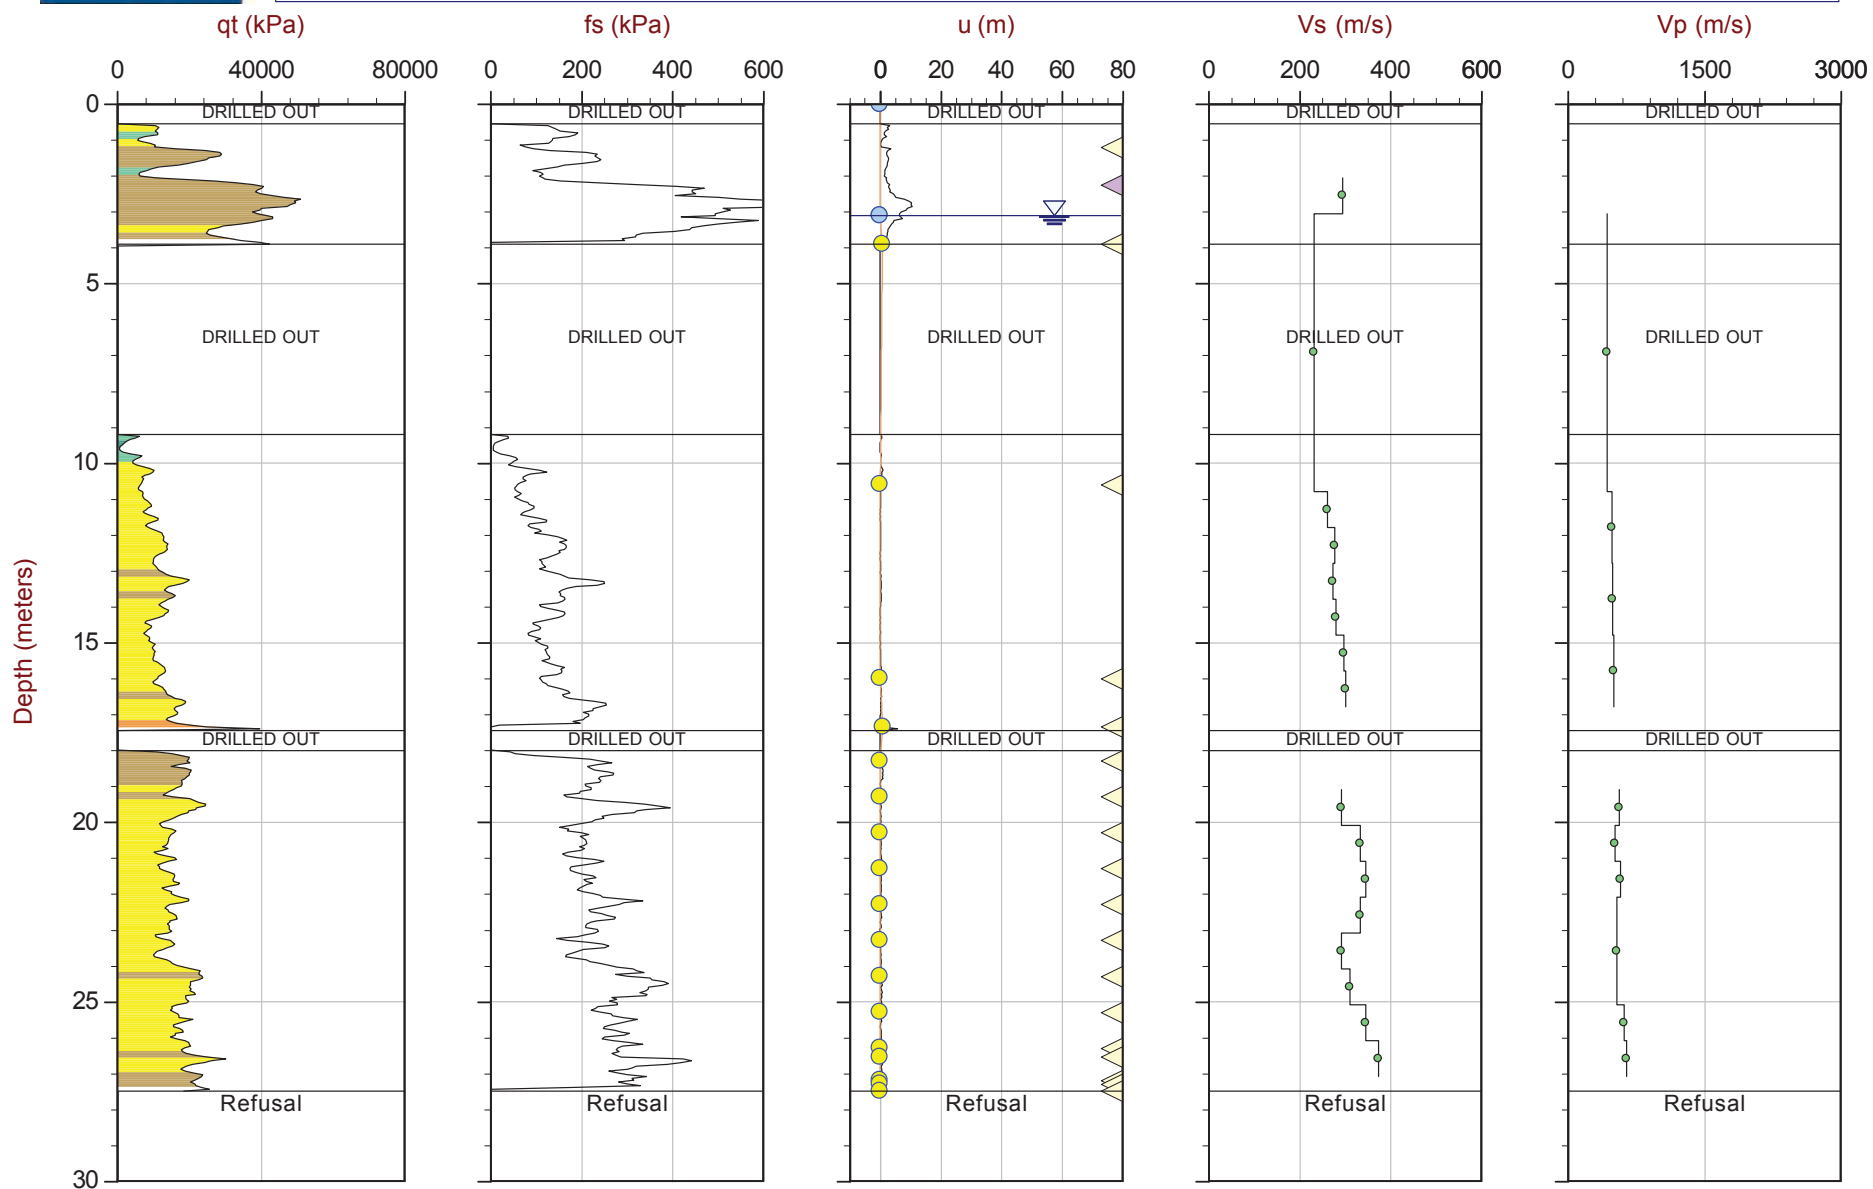 qt (kPa) fs (kPa) u (m) Vs (m/s) Vp (m/s)
0 40000 80000 0 200 400 600 0 20 40 60 80 0 200 400 600 0 1500 3000
0
DRILLED OUT DRILLED OUT DRILLED OUT DRILLED OUT DRILLED OUT
5
DRILLED OUT DRILLED OUT DRILLED OUT DRILLED OUT DRILLED OUT
10
Depth (meters)
15
DRILLED OUT DRILLED OUT DRILLED OUT DRILLED OUT DRILLED OUT
20
25
Refusal Refusal Refusal Refusal Refusal
30